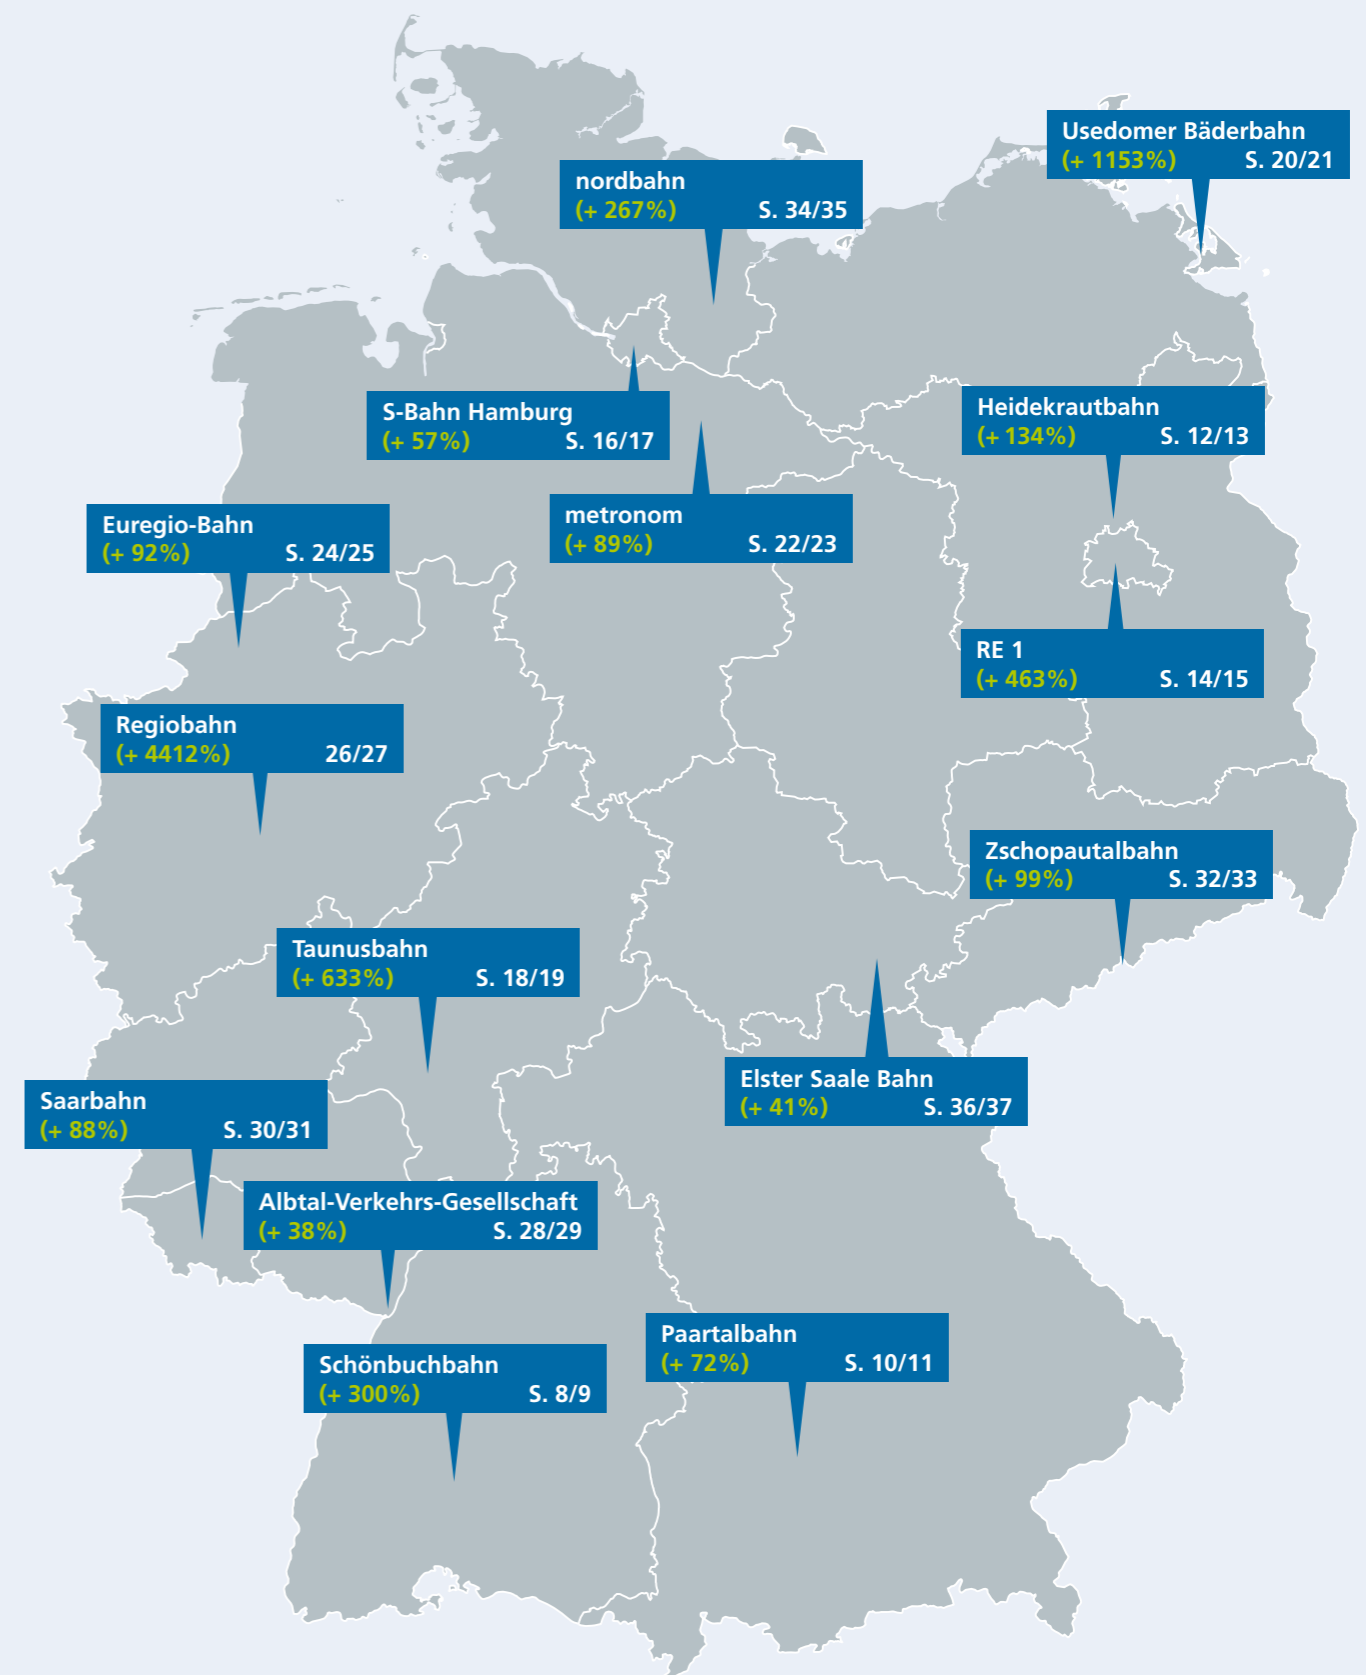 Usedomer Bäderbahn
(+ 1153%) S. 20/21
nordbahn
(+ 267%) S. 34/35
S-Bahn Hamburg
(+ 57%) S. 16/17
Heidekrautbahn
(+ 134%) S. 12/13
metronom
(+ 89%) S. 22/23
Euregio-Bahn
(+ 92%) S. 24/25
RE 1
(+ 463%) S. 14/15
Regiobahn
(+ 4412%) 26/27
Zschopautalbahn
(+ 99%) S. 32/33
Taunusbahn
(+ 633%) S. 18/19
Elster Saale Bahn
(+ 41%) S. 36/37
Saarbahn
(+ 88%) S. 30/31
Albtal-Verkehrs-Gesellschaft
(+ 38%) S. 28/29
Paartalbahn
(+ 72%) S. 10/11
Schönbuchbahn
(+ 300%) S. 8/9